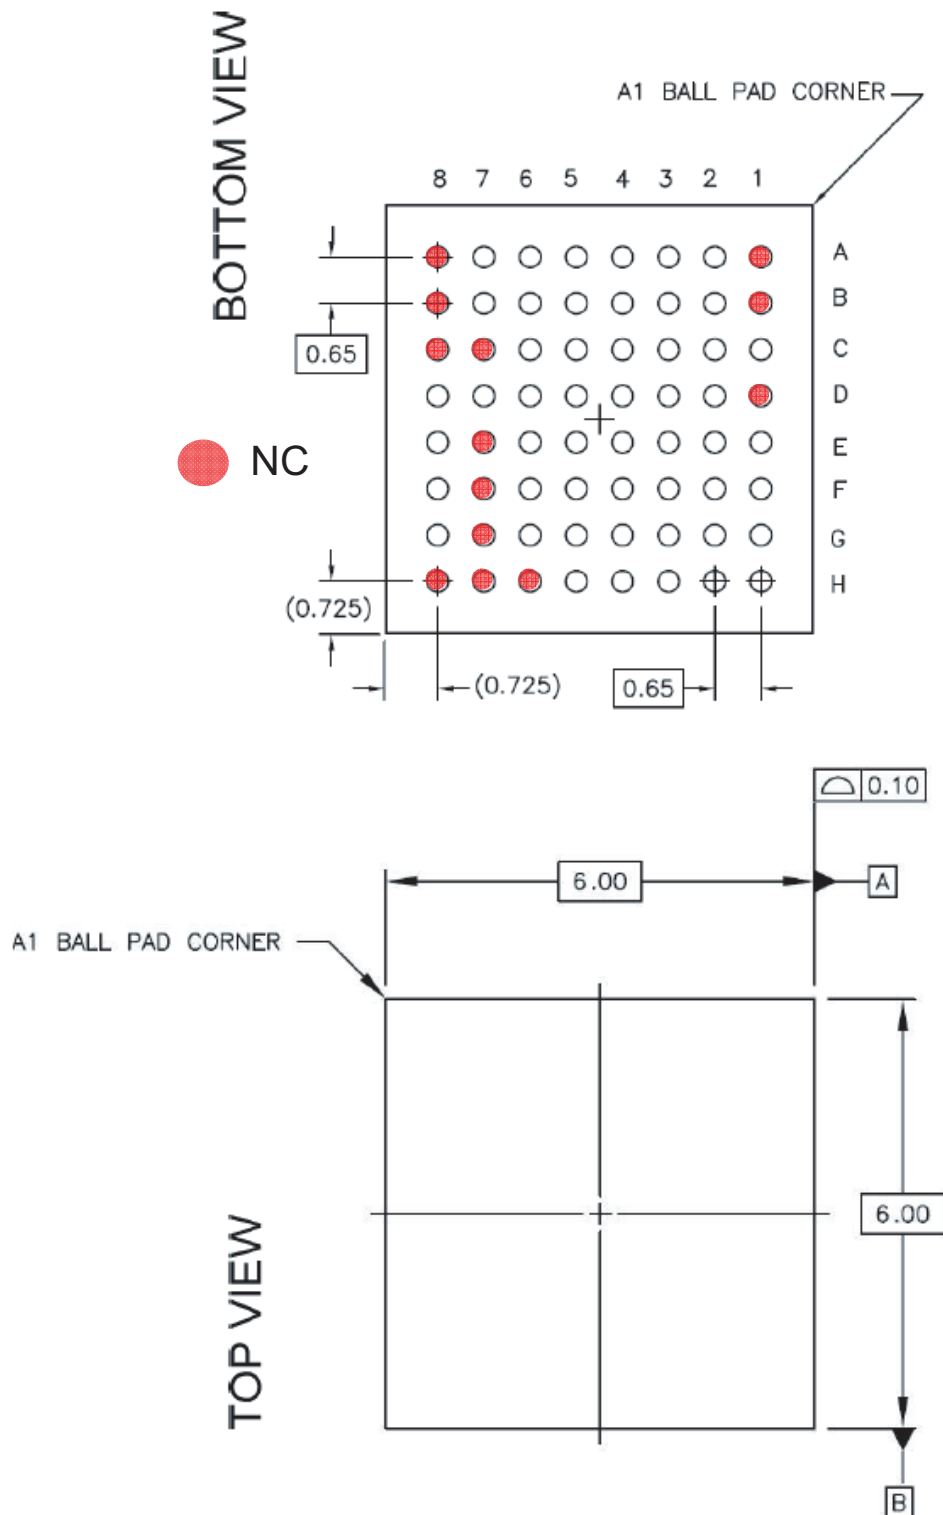 BOTTOM VIEW
A1 BALL PAD CORNER
8 7 6 5 4 3 2 1
A
B
0.65
C
D
NC
E
F
G
H
(0.725)
(0.725)
0.65
0.10
6.00
A
A1 BALL PAD CORNER
6.00
TOP VIEW
B